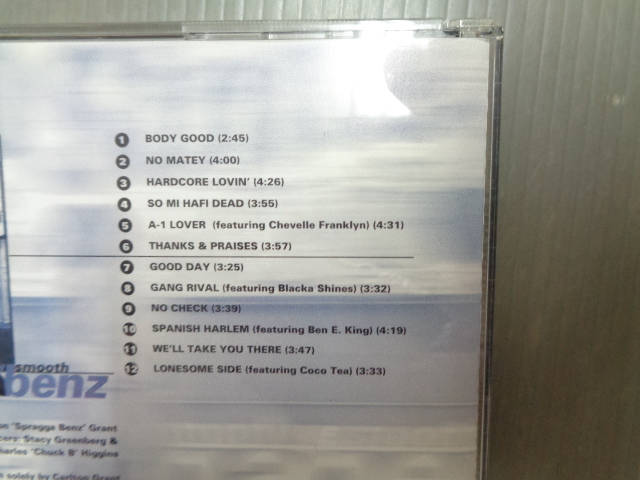 1 BODY GOOD (2:45)
2 NO MATEY (4:00)
3 HARDCORE LOVIN' (4:26)
4 SO MI HAFI DEAD (3:55)
5 A-1 LOVER (featuring Chevelle Franklyn) (4:31)
6 THANKS & PRAISES (3:57)
7 GOOD DAY (3:25)
8 GANG RIVAL (featuring Blacka Shines) (3:32)
9 NO CHECK (3:39)
10 SPANISH HARLEM (featuring Ben E. King) (4:19)
11 WE'LL TAKE YOU THERE (3:47)
12 LONESOME SIDE (featuring Coco Tea) (3:33)
smooth
benz
'Spragga Benz' Grant
Stacy Greenberg &
'Chuck B' Higgins
solely by Carlton Grant